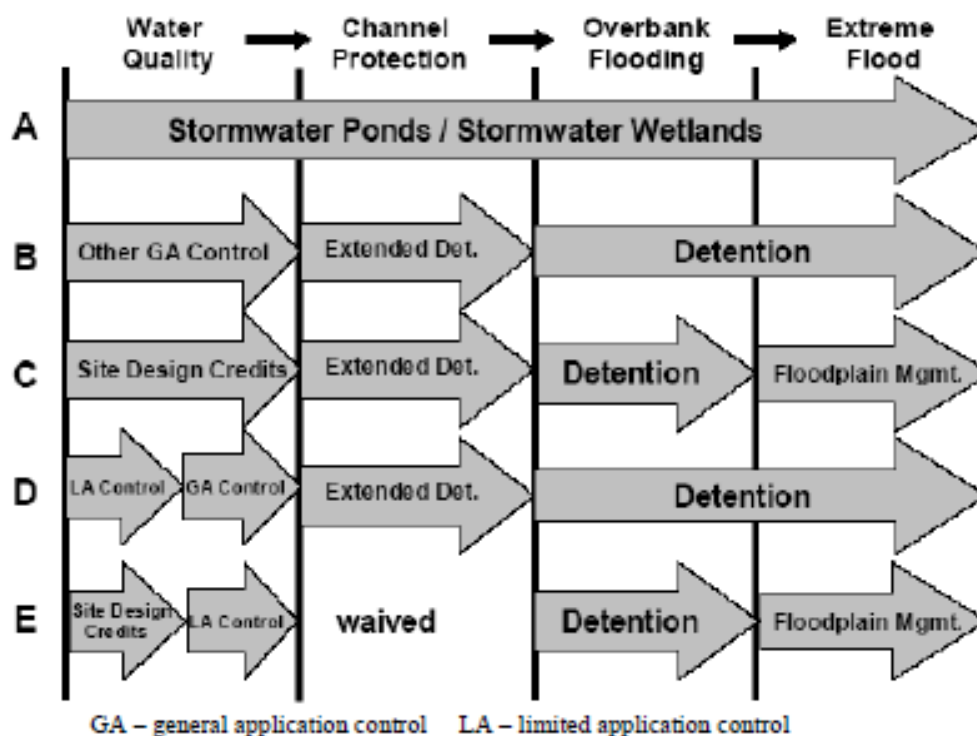 Water Quality
Channel Protection
Overbank Flooding
Extreme Flood
A
Stormwater Ponds / Stormwater Wetlands
B
Other GA Control
Extended Det.
Detention
C
Site Design Credits
Extended Det.
Detention
Floodplain Mgmt.
D
LA Control
GA Control
Extended Det.
Detention
E
Site Design
Credits
LA Control
waived
Detention
Floodplain Mgmt.
GA – general application control LA – limited application control